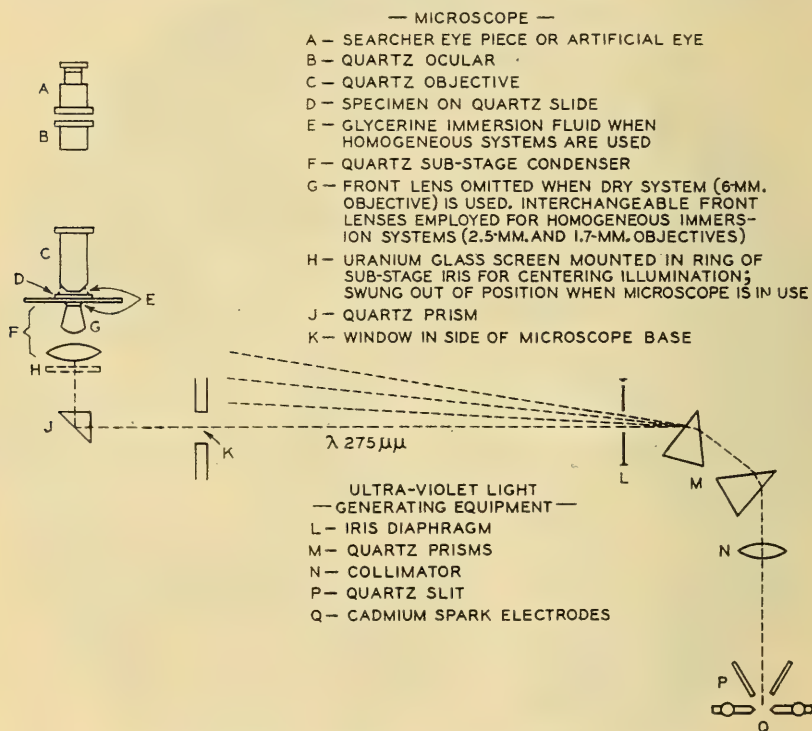 — MICROSCOPE —
A — SEARCHER EYE PIECE OR ARTIFICIAL EYE
B — QUARTZ OCULAR
C — QUARTZ OBJECTIVE
D — SPECIMEN ON QUARTZ SLIDE
E — GLYCERINE IMMERSION FLUID WHEN
HOMOGENEOUS SYSTEMS ARE USED
F — QUARTZ SUB-STAGE CONDENSER
G — FRONT LENS OMITTED WHEN DRY SYSTEM (6-MM.
OBJECTIVE) IS USED. INTERCHANGEABLE FRONT
LENSES EMPLOYED FOR HOMOGENEOUS IMMER-
SION SYSTEMS (2.5-MM. AND 1.7-MM. OBJECTIVES)
H — URANIUM GLASS SCREEN MOUNTED IN RING OF
SUB-STAGE IRIS FOR CENTERING ILLUMINATION;
SWUNG OUT OF POSITION WHEN MICROSCOPE IS IN USE
J — QUARTZ PRISM
K — WINDOW IN SIDE OF MICROSCOPE BASE
A
B
C
D
E
G
F
H
J
K
λ 275 μμ
L
M
N
P
Q
ULTRA-VIOLET LIGHT
— GENERATING EQUIPMENT —
L — IRIS DIAPHRAGM
M — QUARTZ PRISMS
N — COLLIMATOR
P — QUARTZ SLIT
Q — CADMIUM SPARK ELECTRODES